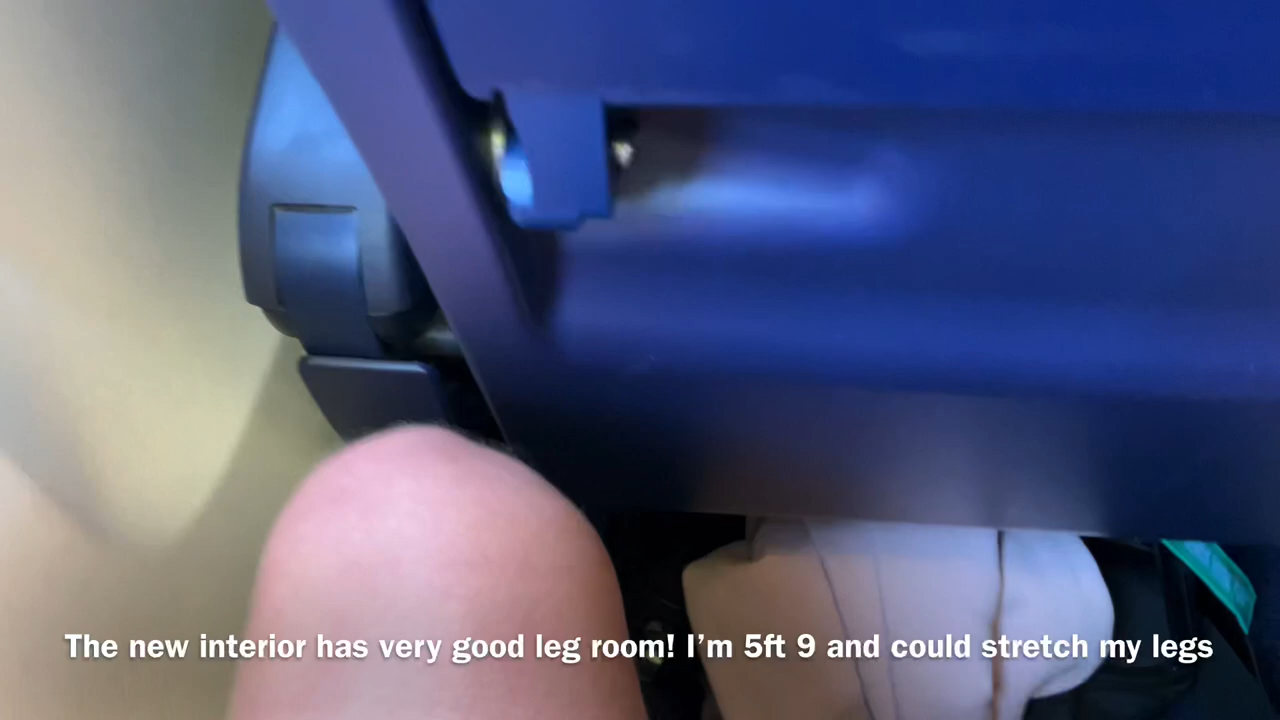 The new interior has very good leg room! I’m 5ft 9 and could stretch my legs